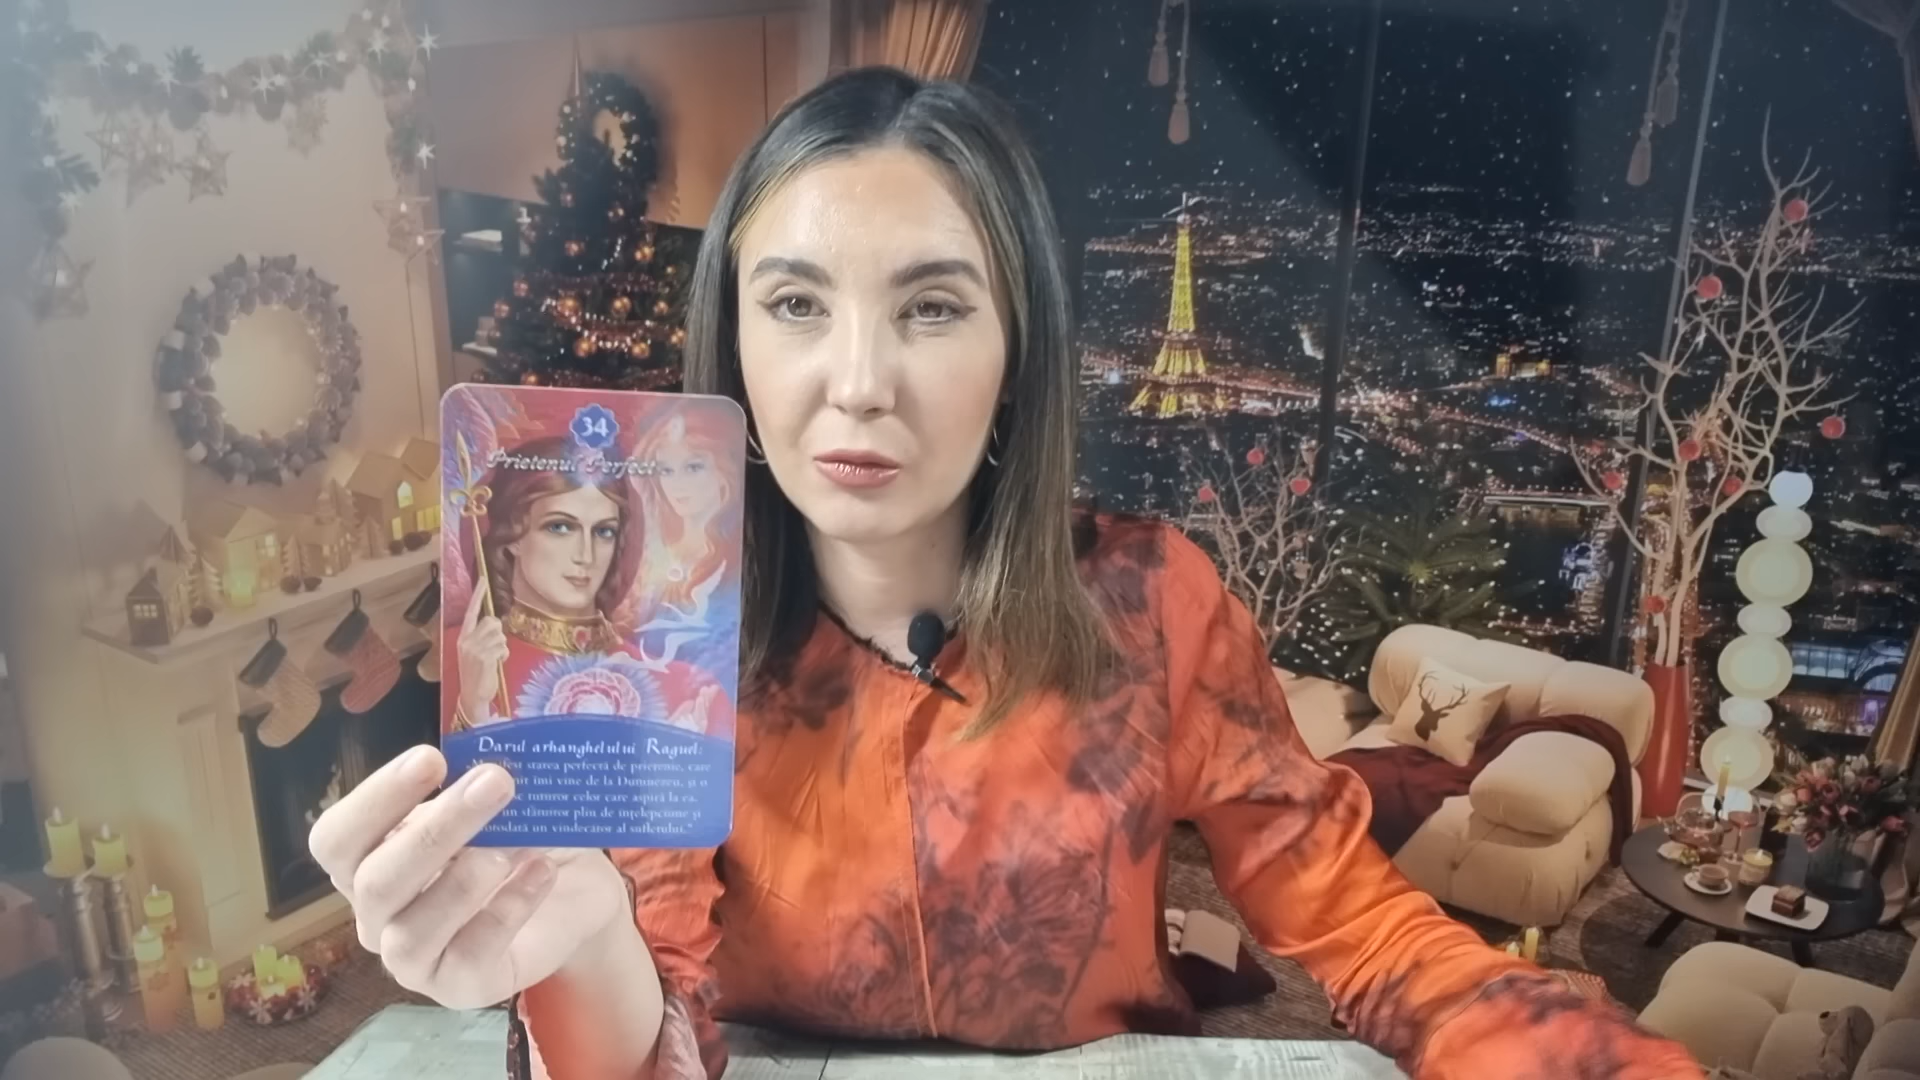 34
Prietenul Perfect
Darul arhanghelului Raguel:
starea perfectă de prietenie, care
îmi vine de la Dumnezeu, și o
tuturor celor care aspiră la ea.
un sfătuitor plin de înțelepciune și
un vindecător al sufletului."